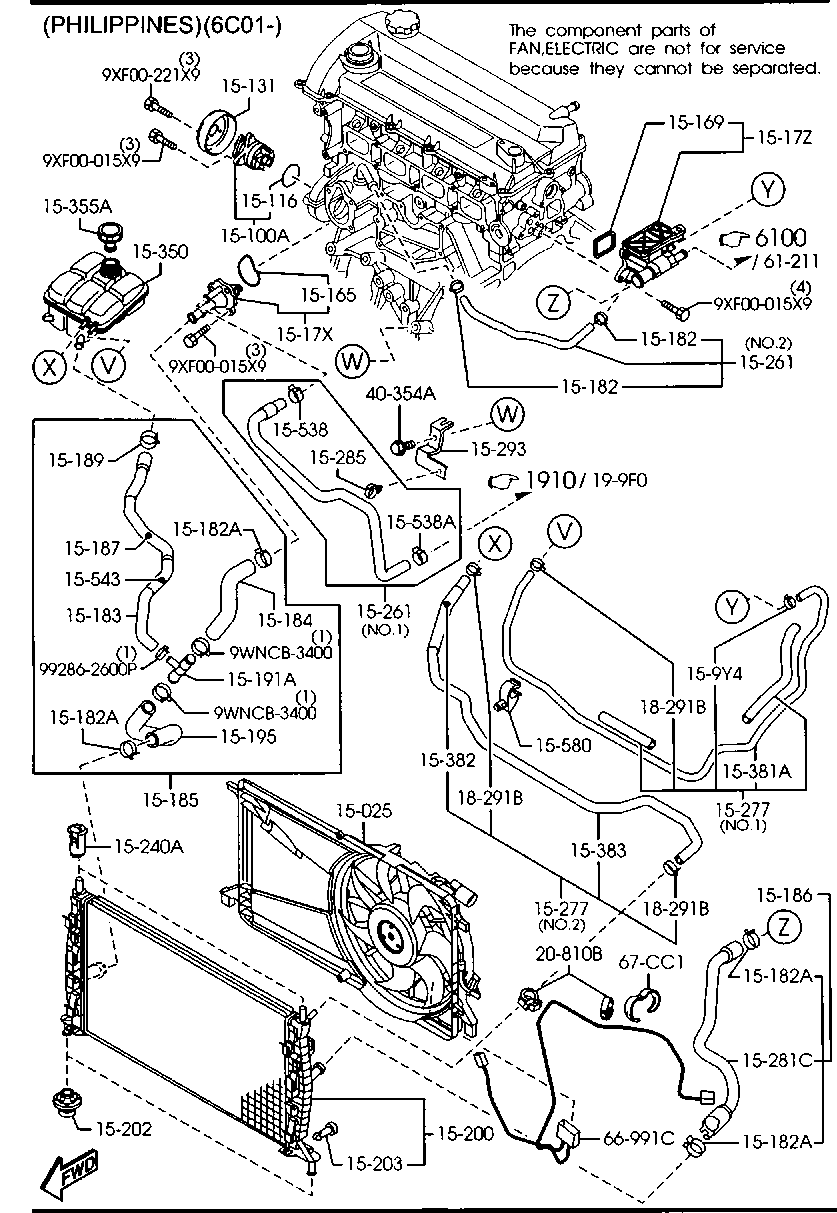 (PHILIPPINES)(6C01-)
The component parts of
FAN,ELECTRIC are not for service
because they cannot be separated.
(3)
9XF00-221X9
15-131
(3)
9XF00-015X9
15-169
15-17Z
15-116
15-100A
15-355A
15-350
Y
6100
/ 61-211
15-165
15-17X
Z
(4)
9XF00-015X9
X
V
(3)
9XF00-015X9
W
15-182
(NO.2)
15-261
15-182
40-354A
15-538
W
15-293
15-189
15-285
1910 / 19-9F0
15-182A
15-538A
15-187
X
V
15-543
15-183
15-184
15-261
(NO.1)
Y
(1)
99286-2600P
(1)
9WNCB-3400
15-191A
15-9Y4
(1)
9WNCB-3400
18-291B
15-182A
15-195
15-580
15-382
15-381A
15-185
18-291B
15-277
(NO.1)
15-025
15-240A
15-383
15-186
15-277
(NO.2)
18-291B
Z
20-810B
67-CC1
15-182A
15-281C
15-202
15-200
66-991C
15-182A
15-203
FWD